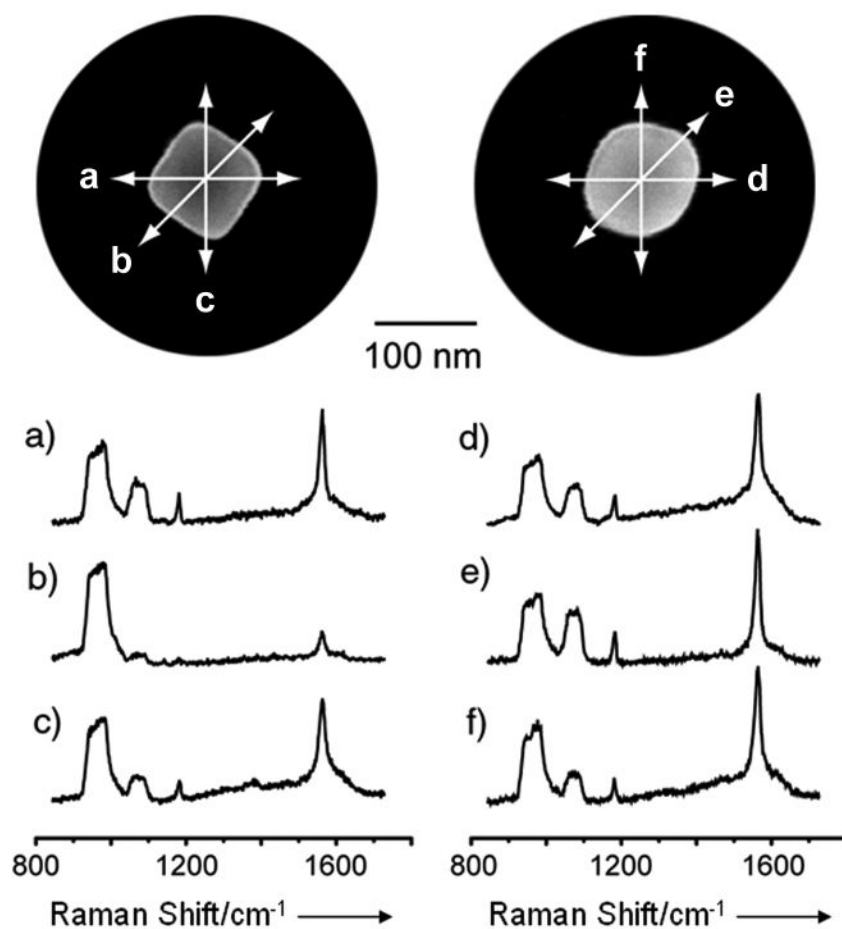 f
e
a
d
b
c
100 nm
a)
d)
b)
e)
c)
f)
800 1200 1600
800 1200 1600
Raman Shift/cm-1
Raman Shift/cm-1